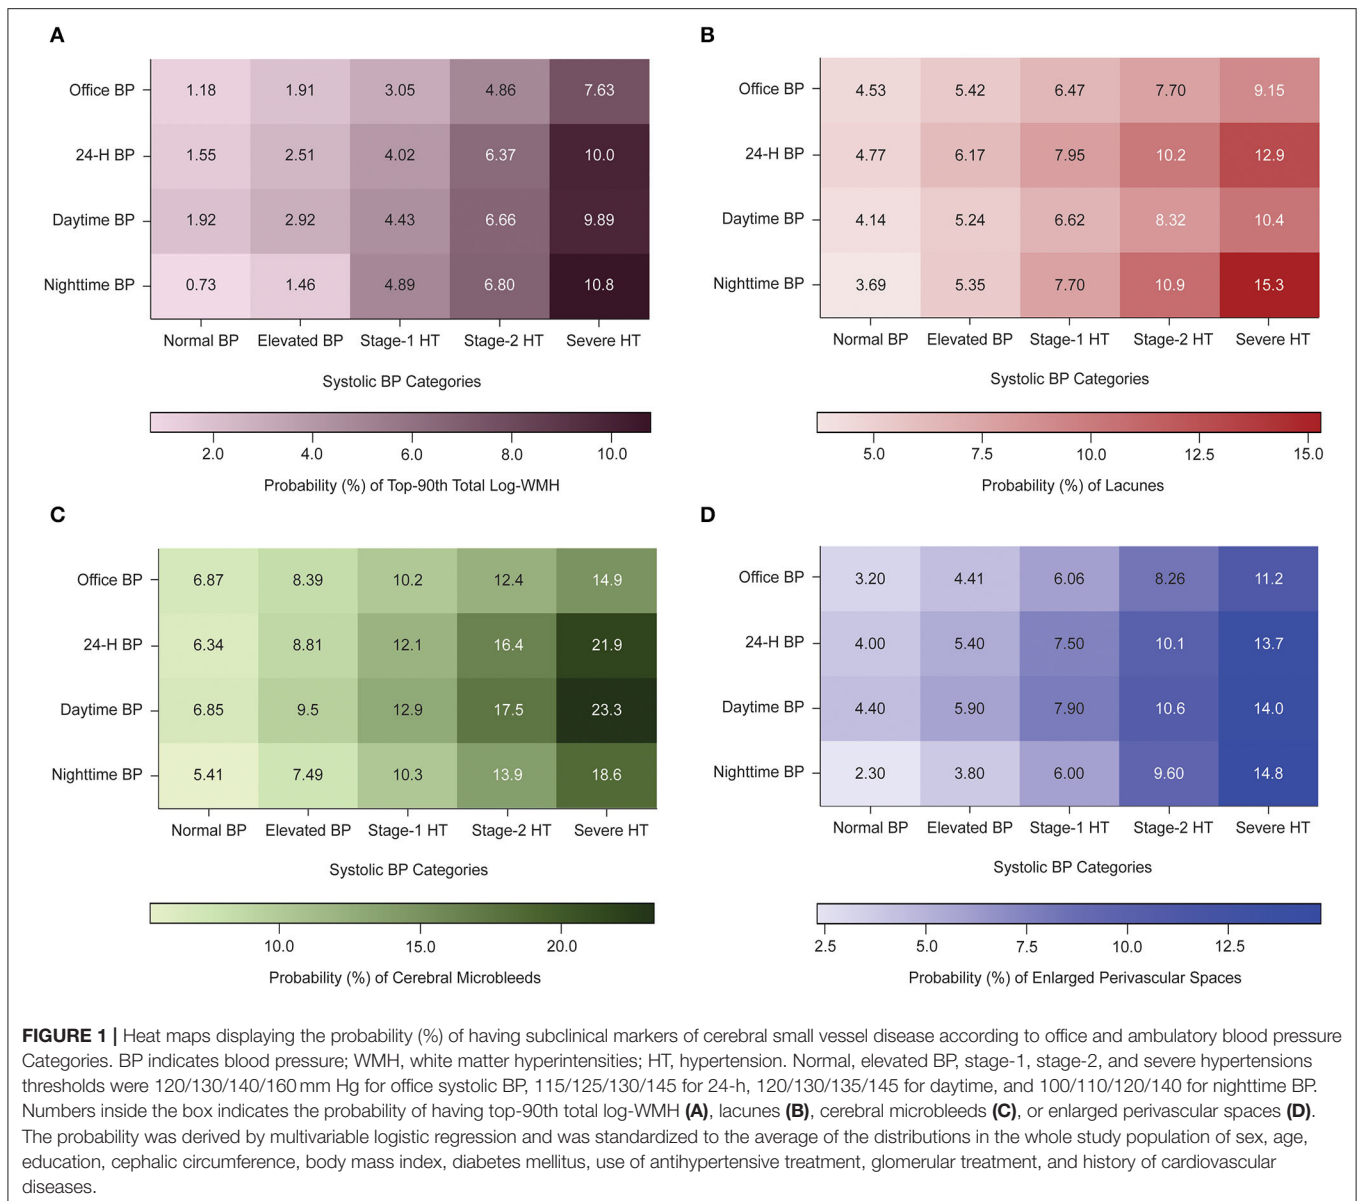 A
Office BP 1.18 1.91 3.05 4.86 7.63
24-H BP 1.55 2.51 4.02 6.37 10.0
Daytime BP 1.92 2.92 4.43 6.66 9.89
Nighttime BP 0.73 1.46 4.89 6.80 10.8
Normal BP Elevated BP Stage-1 HT Stage-2 HT Severe HT
Systolic BP Categories
2.0 4.0 6.0 8.0 10.0
Probability (%) of Top-90th Total Log-WMH
B
Office BP 4.53 5.42 6.47 7.70 9.15
24-H BP 4.77 6.17 7.95 10.2 12.9
Daytime BP 4.14 5.24 6.62 8.32 10.4
Nighttime BP 3.69 5.35 7.70 10.9 15.3
Normal BP Elevated BP Stage-1 HT Stage-2 HT Severe HT
Systolic BP Categories
5.0 7.5 10.0 12.5 15.0
Probability (%) of Lacunes
C
Office BP 6.87 8.39 10.2 12.4 14.9
24-H BP 6.34 8.81 12.1 16.4 21.9
Daytime BP 6.85 9.5 12.9 17.5 23.3
Nighttime BP 5.41 7.49 10.3 13.9 18.6
Normal BP Elevated BP Stage-1 HT Stage-2 HT Severe HT
Systolic BP Categories
10.0 15.0 20.0
Probability (%) of Cerebral Microbleeds
D
Office BP 3.20 4.41 6.06 8.26 11.2
24-H BP 4.00 5.40 7.50 10.1 13.7
Daytime BP 4.40 5.90 7.90 10.6 14.0
Nighttime BP 2.30 3.80 6.00 9.60 14.8
Normal BP Elevated BP Stage-1 HT Stage-2 HT Severe HT
Systolic BP Categories
2.5 5.0 7.5 10.0 12.5
Probability (%) of Enlarged Perivascular Spaces
FIGURE 1 | Heat maps displaying the probability (%) of having subclinical markers of cerebral small vessel disease according to office and ambulatory blood pressure
Categories. BP indicates blood pressure; WMH, white matter hyperintensities; HT, hypertension. Normal, elevated BP, stage-1, stage-2, and severe hypertensions
thresholds were 120/130/140/160 mm Hg for office systolic BP, 115/125/130/145 for 24-h, 120/130/135/145 for daytime, and 100/110/120/140 for nighttime BP.
Numbers inside the box indicates the probability of having top-90th total log-WMH (A), lacunes (B), cerebral microbleeds (C), or enlarged perivascular spaces (D).
The probability was derived by multivariable logistic regression and was standardized to the average of the distributions in the whole study population of sex, age,
education, cephalic circumference, body mass index, diabetes mellitus, use of antihypertensive treatment, glomerular treatment, and history of cardiovascular
diseases.